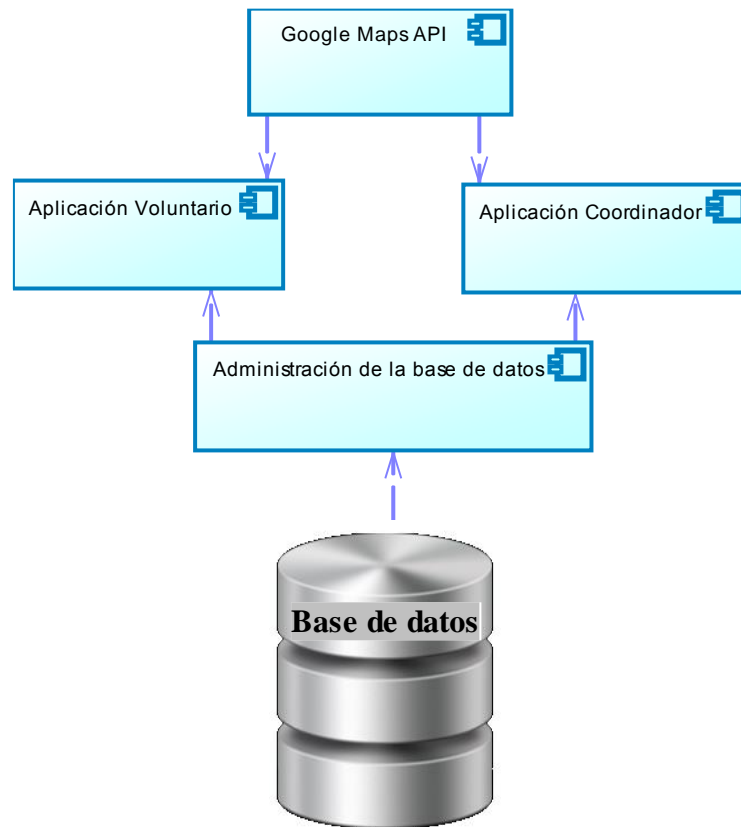 Google Maps API
Aplicación Voluntario
Aplicación Coordinador
Administración de la base de datos
Base de datos